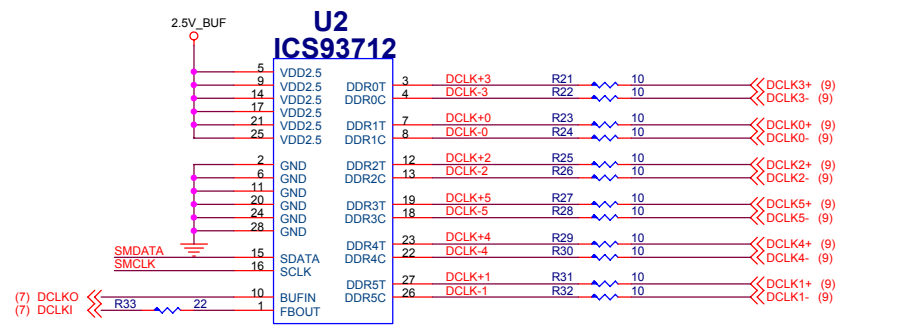 2.5V_BUF
U2
ICS93712
5 VDD2.5
9 VDD2.5
14 VDD2.5
17 VDD2.5
21 VDD2.5
25 VDD2.5
2 GND
6 GND
11 GND
20 GND
24 GND
28 GND
SMDATA 15 SDATA
SMCLK 16 SCLK
(7) DCLKO 10 BUFIN
(7) DCLKI R33 22 1 FBOUT
DDR0T 3 DCLK+3 R21 10 DCLK3+ (9)
DDR0C 4 DCLK-3 R22 10 DCLK3- (9)
DDR1T 7 DCLK+0 R23 10 DCLK0+ (9)
DDR1C 8 DCLK-0 R24 10 DCLK0- (9)
DDR2T 12 DCLK+2 R25 10 DCLK2+ (9)
DDR2C 13 DCLK-2 R26 10 DCLK2- (9)
DDR3T 19 DCLK+5 R27 10 DCLK5+ (9)
DDR3C 18 DCLK-5 R28 10 DCLK5- (9)
DDR4T 23 DCLK+4 R29 10 DCLK4+ (9)
DDR4C 22 DCLK-4 R30 10 DCLK4- (9)
DDR5T 27 DCLK+1 R31 10 DCLK1+ (9)
DDR5C 26 DCLK-1 R32 10 DCLK1- (9)